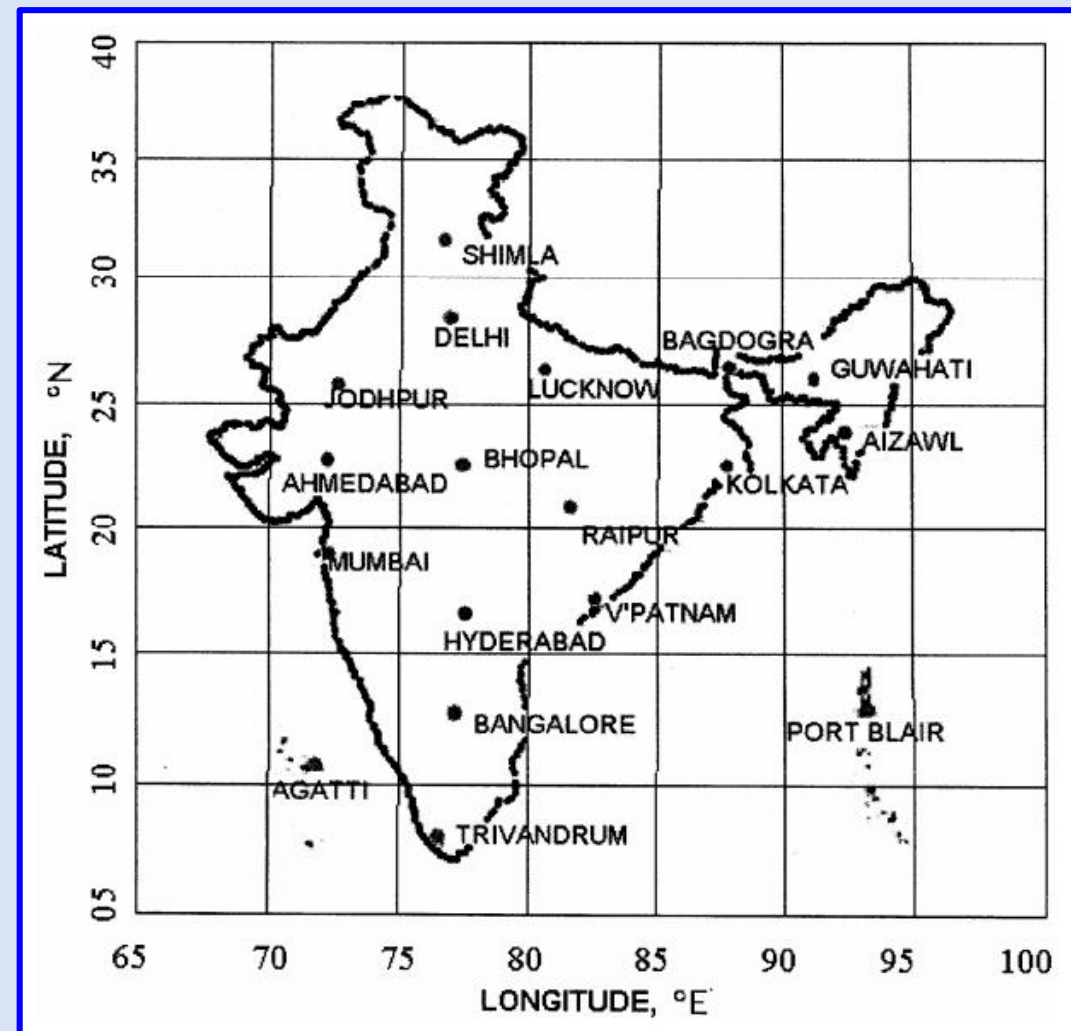 40
35
SHIMLA
30
DELHI
BAGDOGRA
LUCKNOW
GUWAHATI
JODHPUR
25
AIZAWL
BHOPAL
AHMEDABAD
KOLKATA
RAIPUR
20
MUMBAI
V'PATNAM
HYDERABAD
15
BANGALORE
PORT BLAIR
AGATTI
10
TRIVANDRUM
05
LATITUDE, °N
65 70 75 80 85 90 95 100
LONGITUDE, °E